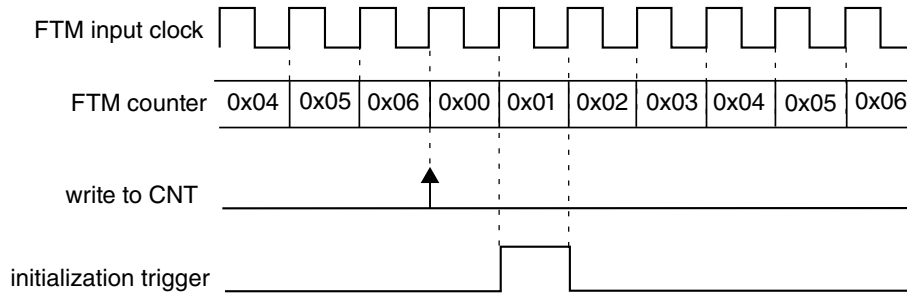 FTM input clock
FTM counter 0x04 0x05 0x06 0x00 0x01 0x02 0x03 0x04 0x05 0x06
write to CNT
initialization trigger